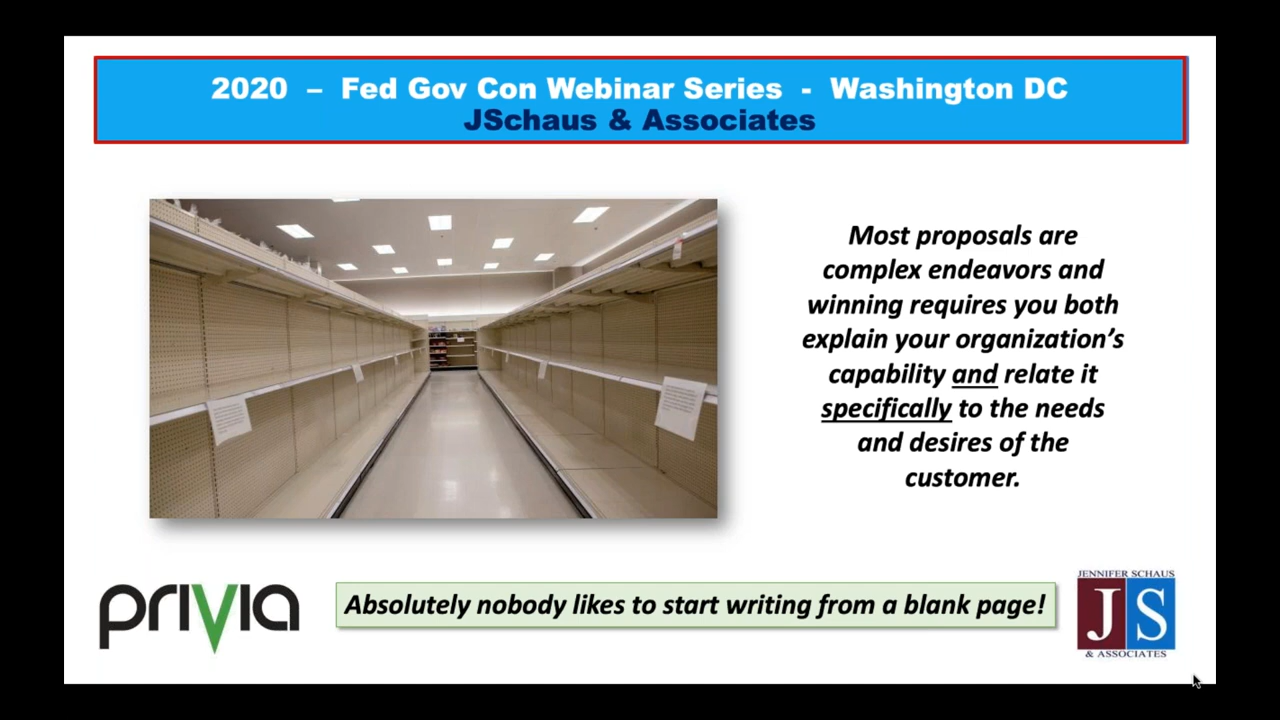 2020 – Fed Gov Con Webinar Series - Washington DC
JSchaus & Associates
Most proposals are
complex endeavors and
winning requires you both
explain your organization's
capability and relate it
specifically to the needs
and desires of the
customer.
privia
Absolutely nobody likes to start writing from a blank page!
JENNIFER SCHAUS
JS
& ASSOCIATES